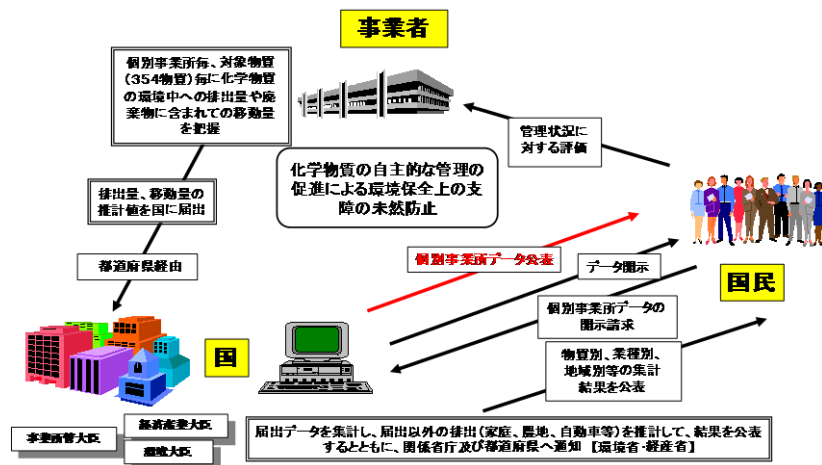 事業者
個別事業所毎、対象物質
(354物質)毎に化学物質
の環境中への排出量や廃
棄物に含まれての移動量
を把握
管理状況に
対する評価
化学物質の自主的な管理の
促進による環境保全上の支
障の未然防止
排出量、移動量の
推計値を国に届出
都道府県経由
個別事業所データ公表
データ開示
国民
個別事業所データの
開示請求
物質別、業種別、
地域別等の集計
結果を公表
国
経済産業大臣
事業所管大臣
環境大臣
届出データを集計し、届出以外の排出(家庭、農地、自動車等)を推計して、結果を公表
するとともに、関係省庁及び都道府県へ通知 【環境省・経産省】